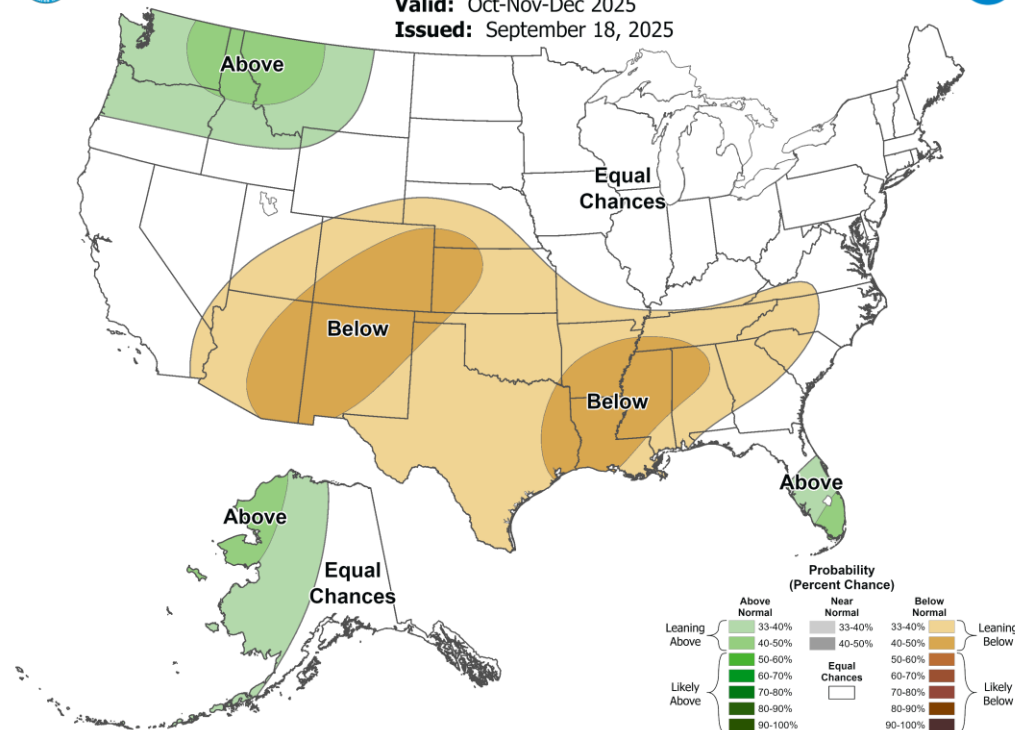 Valid: Oct-Nov-Dec 2025
Issued: September 18, 2025
Above
Equal
Chances
Below
Below
Above
Above
Equal
Chances
Probability
(Percent Chance)
Above
Normal
Near
Normal
Below
Normal
Leaning
Above
33-40%
40-50%
33-40%
40-50%
33-40%
40-50%
Leaning
Below
Equal
Chances
Likely
Above
50-60%
60-70%
70-80%
80-90%
90-100%
50-60%
60-70%
70-80%
80-90%
90-100%
Likely
Below